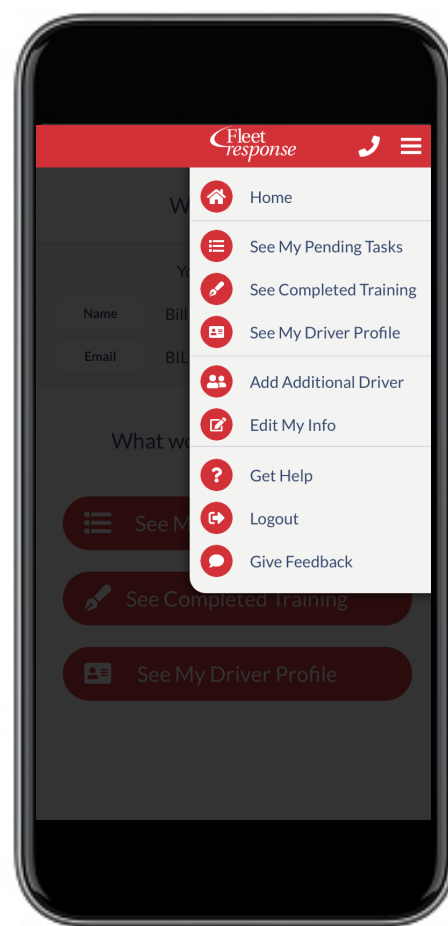 Fleet
response
Home
See My Pending Tasks
See Completed Training
See My Driver Profile
Add Additional Driver
Edit My Info
Get Help
Logout
Give Feedback
W
Yo
Name Bill
Email BIL
What wo
See M
See Completed Training
See My Driver Profile